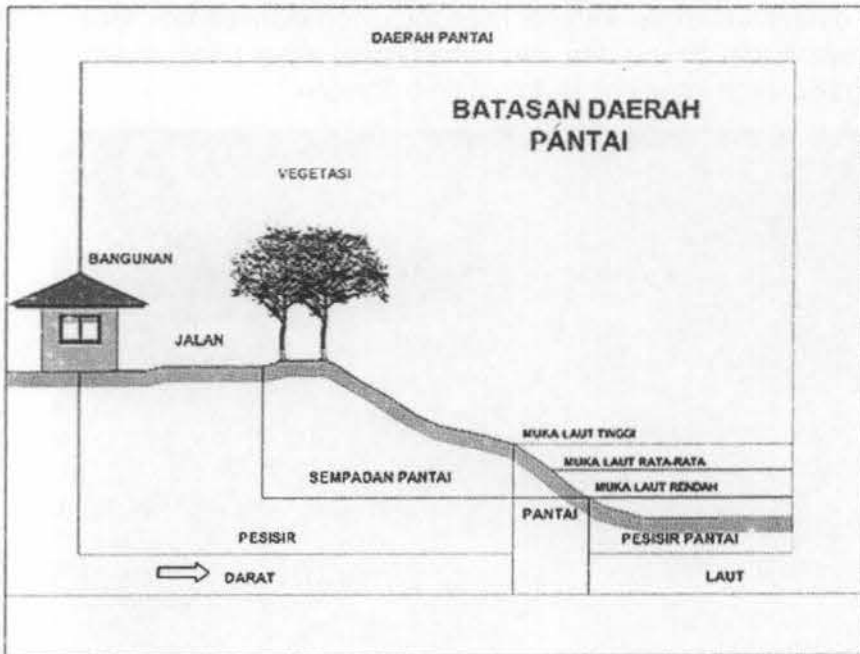 DAERAH PANTAI
BATASAN DAERAH
PÁNTAI
VEGETASI
BANGUNAN
JALAN
MUKA LAUT TINGGI
MUKA LAUT RATA-RATA
SEMPADAN PANTAI
MUKA LAUT RENDAH
PANTAI
PESISIR
PESISIR PANTAI
DARAT
LAUT